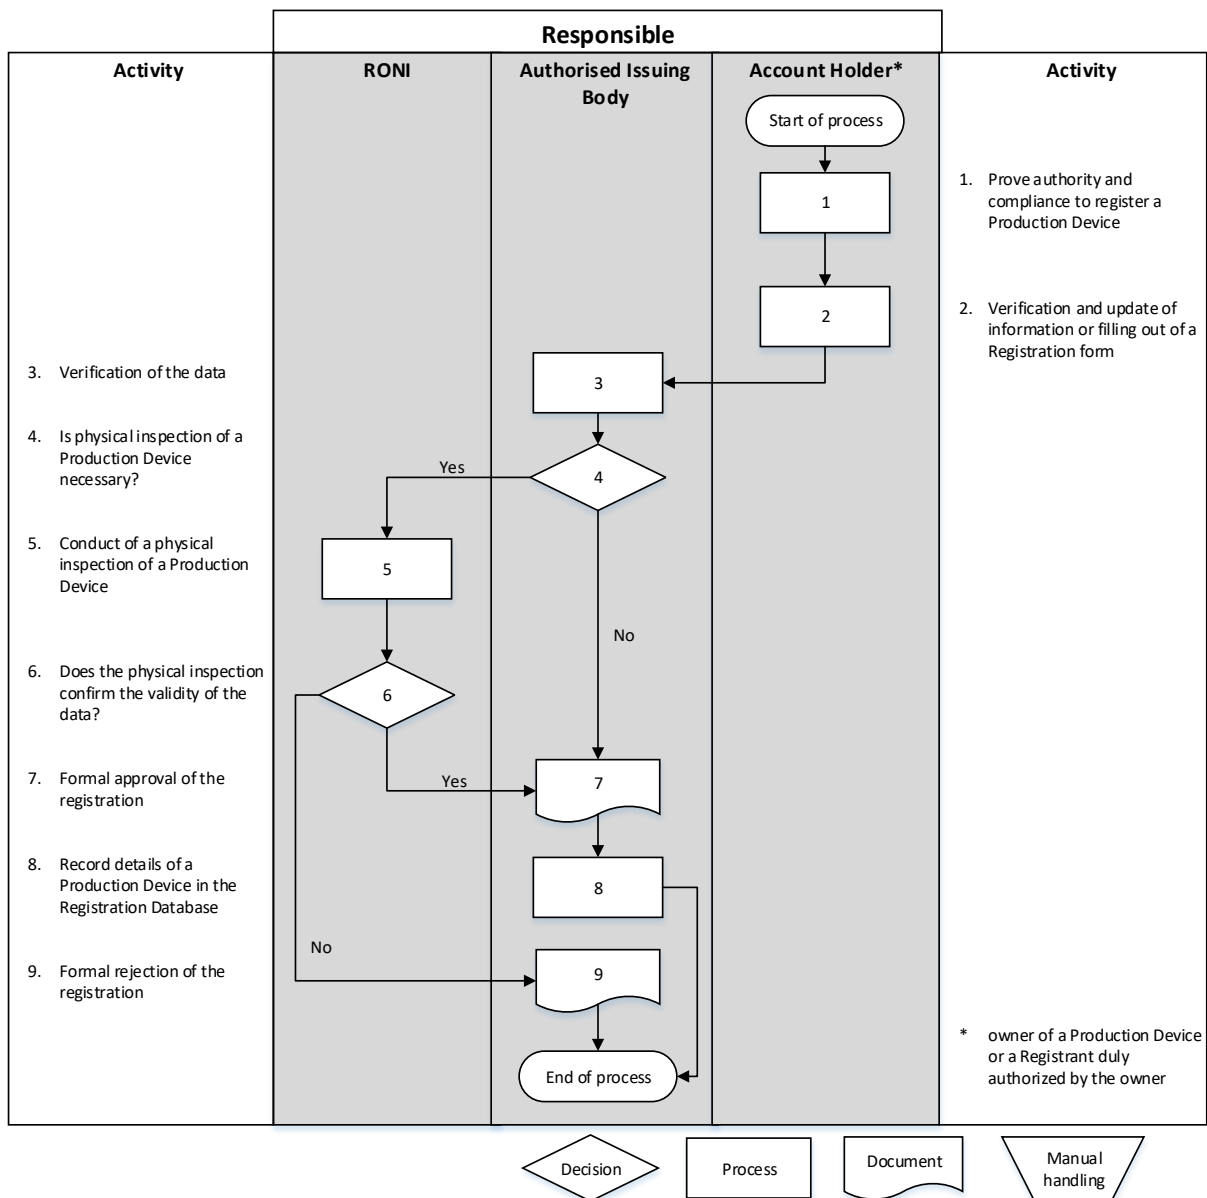 Responsible
Activity
RONI
Authorised Issuing
Body
Account Holder*
Activity
Start of process
1
1. Prove authority and
compliance to register a
Production Device
2
2. Verification and update of
information or filling out of a
Registration form
3. Verification of the data
3
4. Is physical inspection of a
Production Device
necessary?
Yes
4
5. Conduct of a physical
inspection of a Production
Device
5
No
6. Does the physical inspection
confirm the validity of the
data?
6
7. Formal approval of the
registration
Yes
7
8. Record details of a
Production Device in the
Registration Database
8
No
9. Formal rejection of the
registration
9
* owner of a Production Device
or a Registrant duly
authorized by the owner
End of process
Decision
Process
Document
Manual
handling